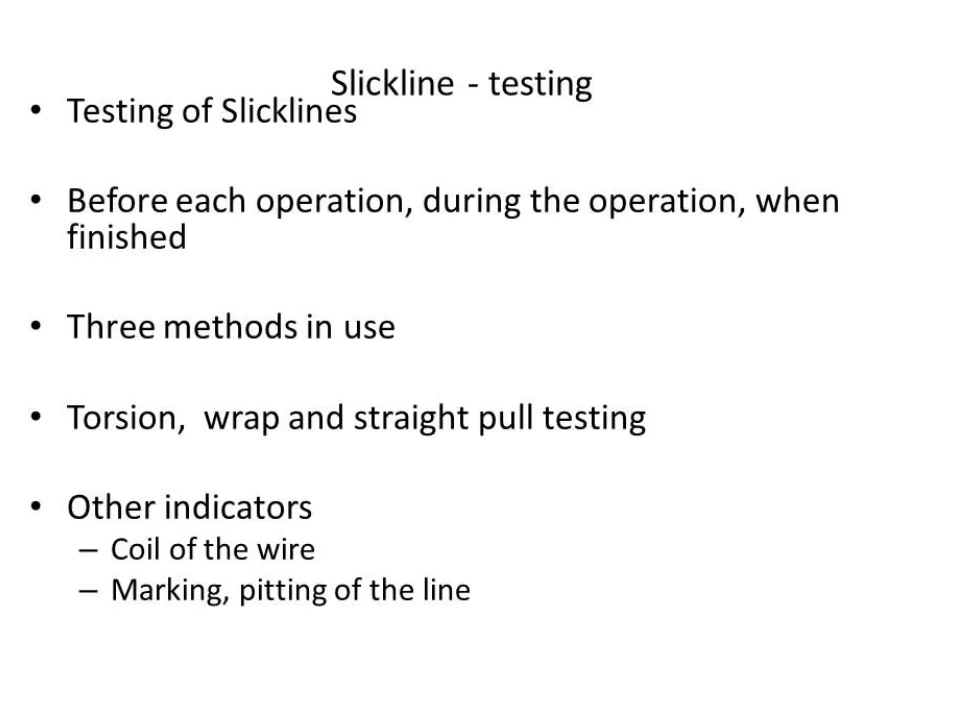 Slickline - testing
• Testing of Slicklines
• Before each operation, during the operation, when
finished
• Three methods in use
• Torsion,  wrap and straight pull testing
• Other indicators
– Coil of the wire
– Marking, pitting of the line